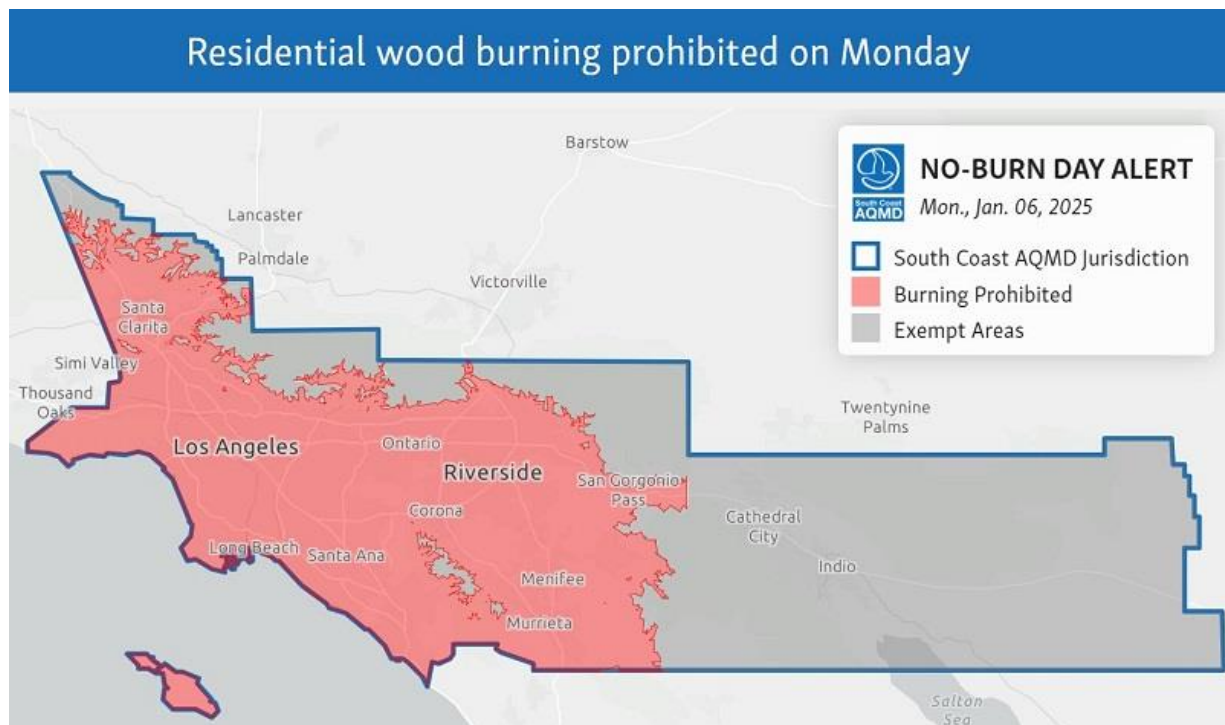 Residential wood burning prohibited on Monday
NO-BURN DAY ALERT
Mon., Jan. 06, 2025
South Coast
AQMD
South Coast AQMD Jurisdiction
Burning Prohibited
Exempt Areas
Barstow
Lancaster
Palmdale
Victorville
Santa
Clarita
Simi Valley
Thousand
Oaks
Twentynine
Palms
Los Angeles
Ontario
Riverside
San Gorgonio
Pass
Corona
Cathedral
City
Long Beach
Santa Ana
Indio
Menifee
Murrieta
Salton
Sea